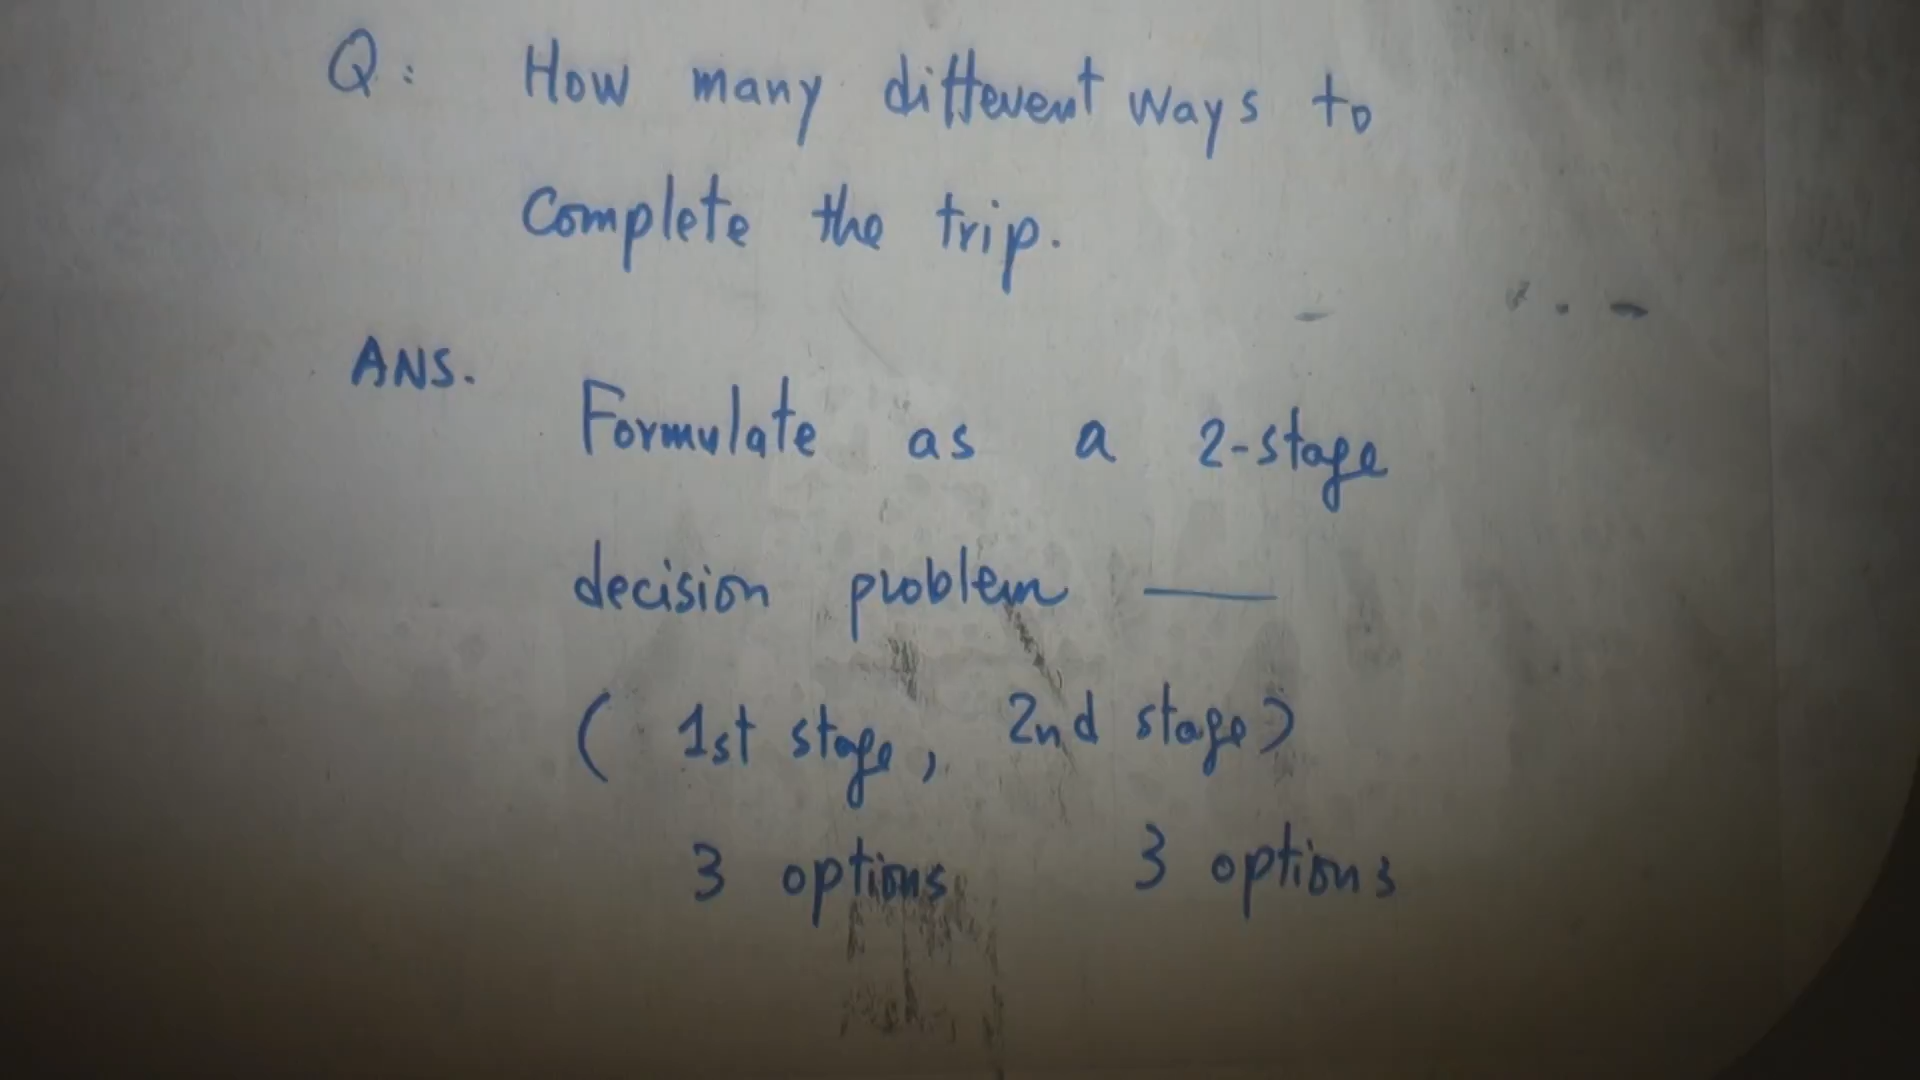 Q: How many different ways to
complete the trip.
ANS.
Formulate as a 2-stage
decision problem —
( 1st stage, 2nd stage)
3 options 3 options